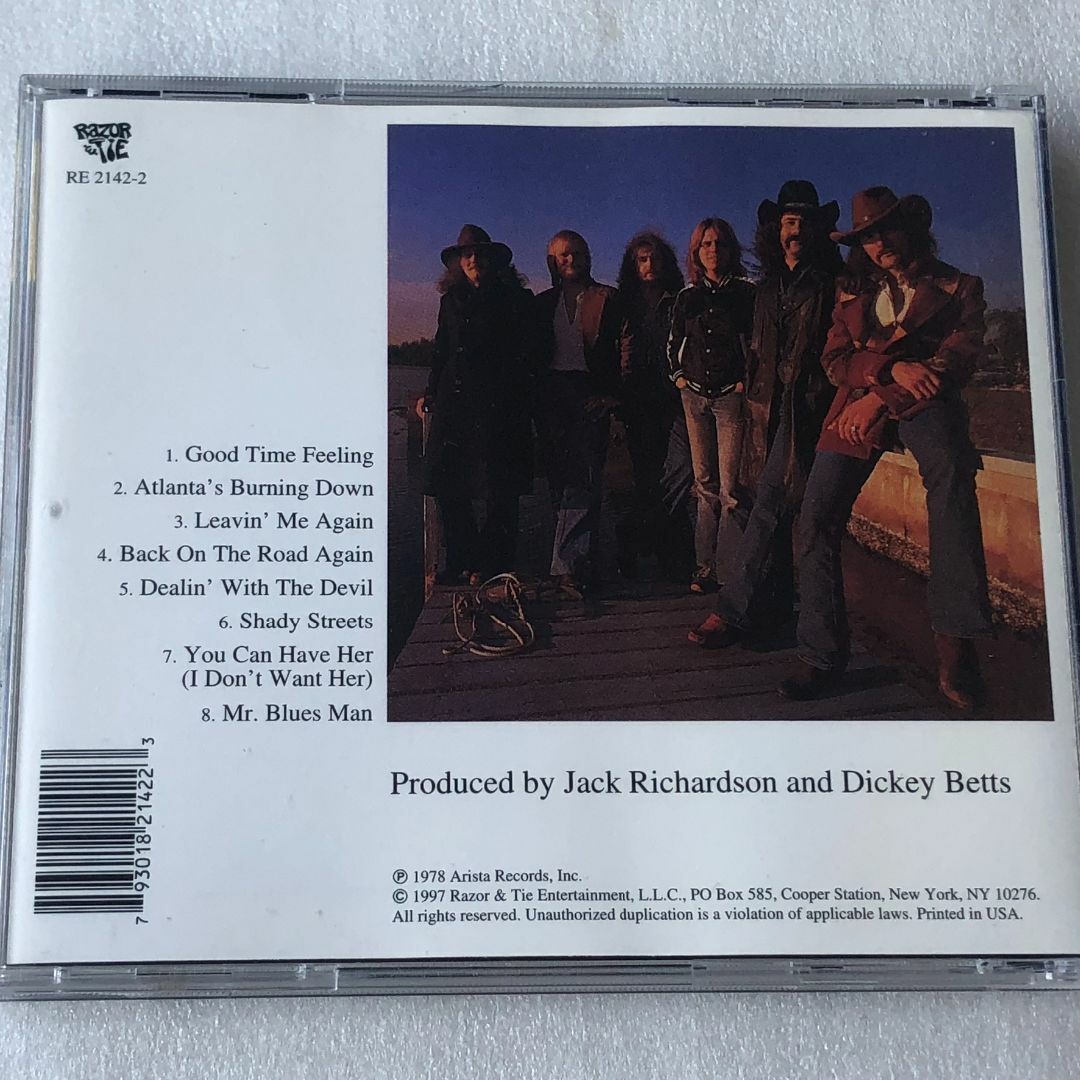 RAZOR
& TIE
RE 2142-2
1. Good Time Feeling
2. Atlanta's Burning Down
3. Leavin' Me Again
4. Back On The Road Again
5. Dealin' With The Devil
6. Shady Streets
7. You Can Have Her
(I Don't Want Her)
8. Mr. Blues Man
7 93018 21422 3
Produced by Jack Richardson and Dickey Betts
℗ 1978 Arista Records, Inc.
© 1997 Razor & Tie Entertainment, L.L.C., PO Box 585, Cooper Station, New York, NY 10276.
All rights reserved. Unauthorized duplication is a violation of applicable laws. Printed in USA.